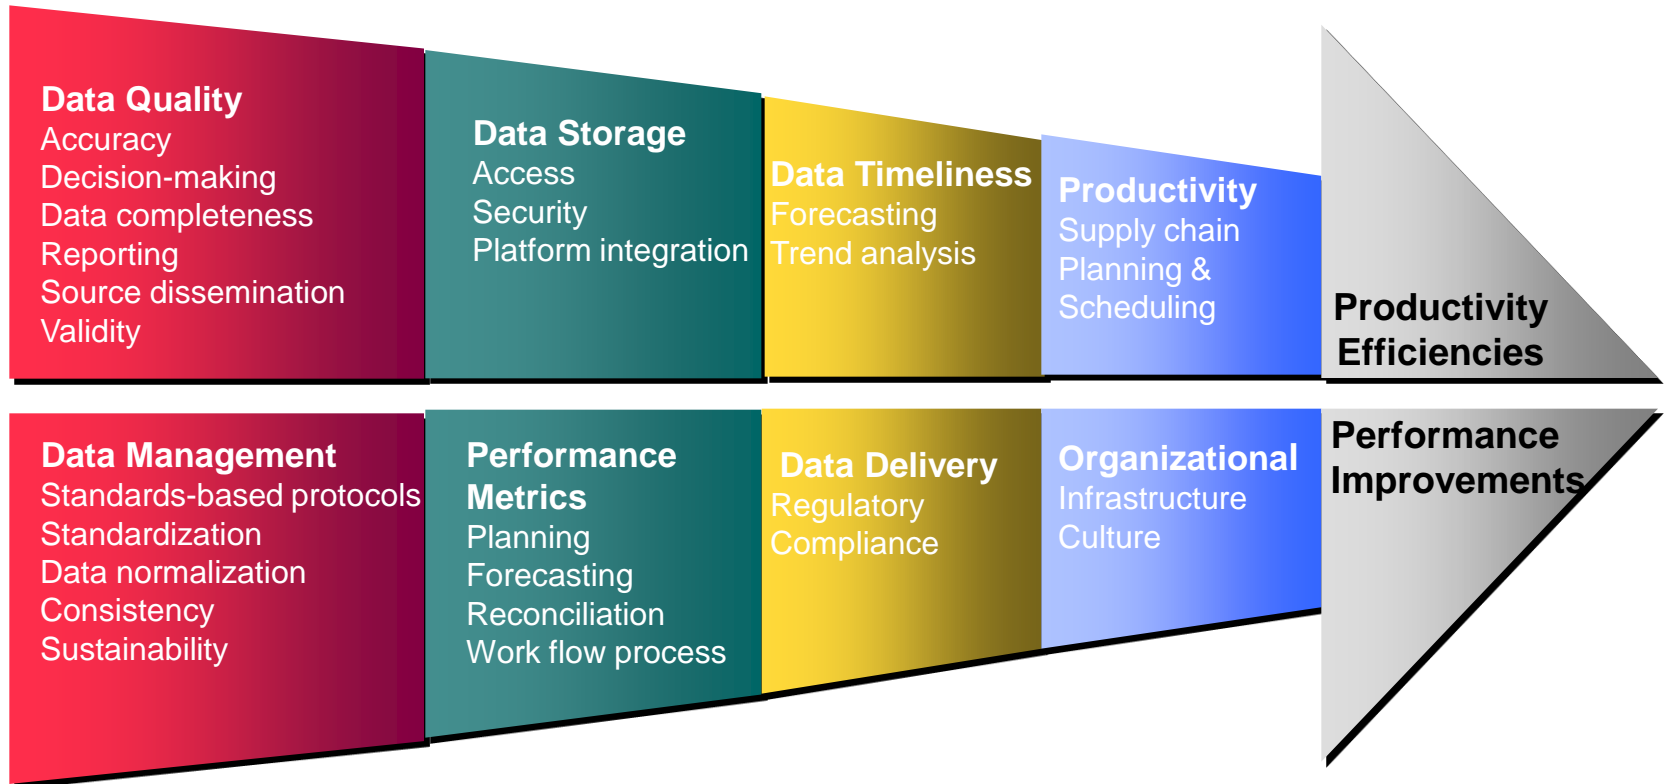 Data Quality
Accuracy
Decision-making
Data completeness
Reporting
Source dissemination
Validity
Data Storage
Access
Security
Platform integration
Data Timeliness
Forecasting
Trend analysis
Productivity
Supply chain
Planning &
Scheduling
Productivity
Efficiencies
Data Management
Standards-based protocols
Standardization
Data normalization
Consistency
Sustainability
Performance
Metrics
Planning
Forecasting
Reconciliation
Work flow process
Data Delivery
Regulatory
Compliance
Organizational
Infrastructure
Culture
Performance
Improvements